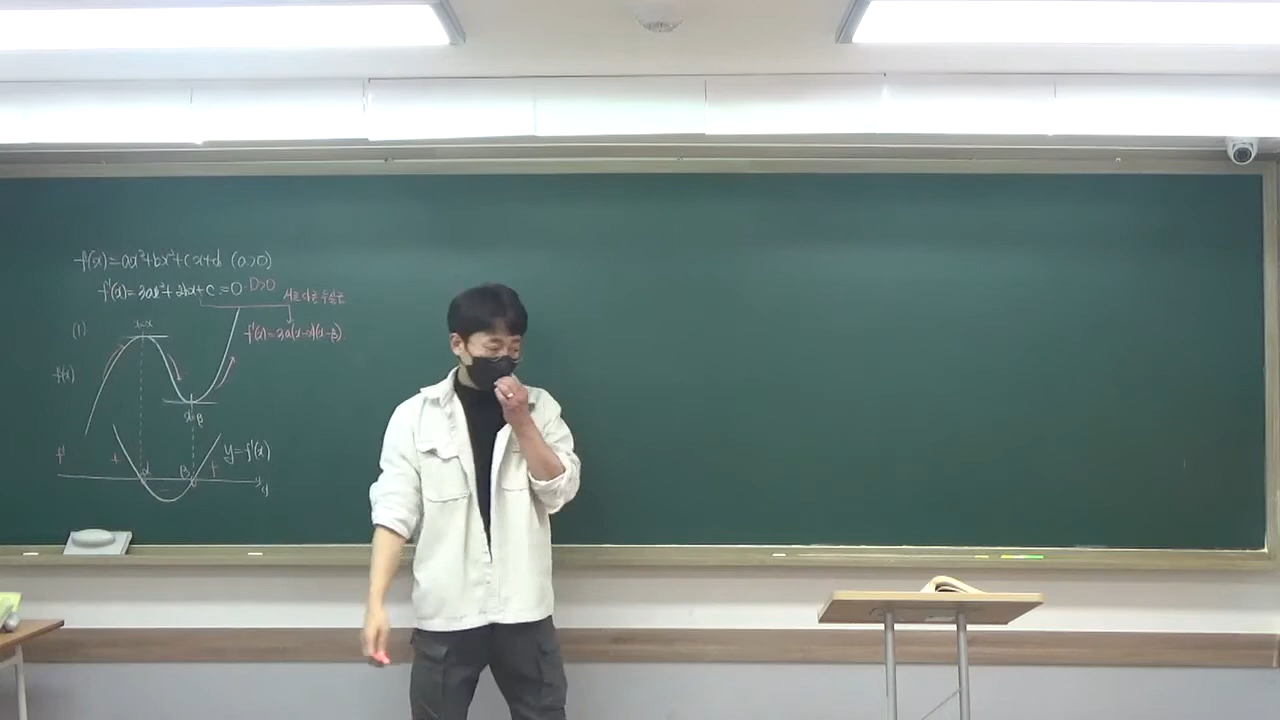 f(x)=ax³+bx²+cx+d (a>0)
f'(x)=3ax²+2bx+c=0 D>0
서로 다른 두실근
f'(x)=3a(x-α)(x-β)
(1)
x=α
f(x)
x=β
f' + α β +
y=f'(x)